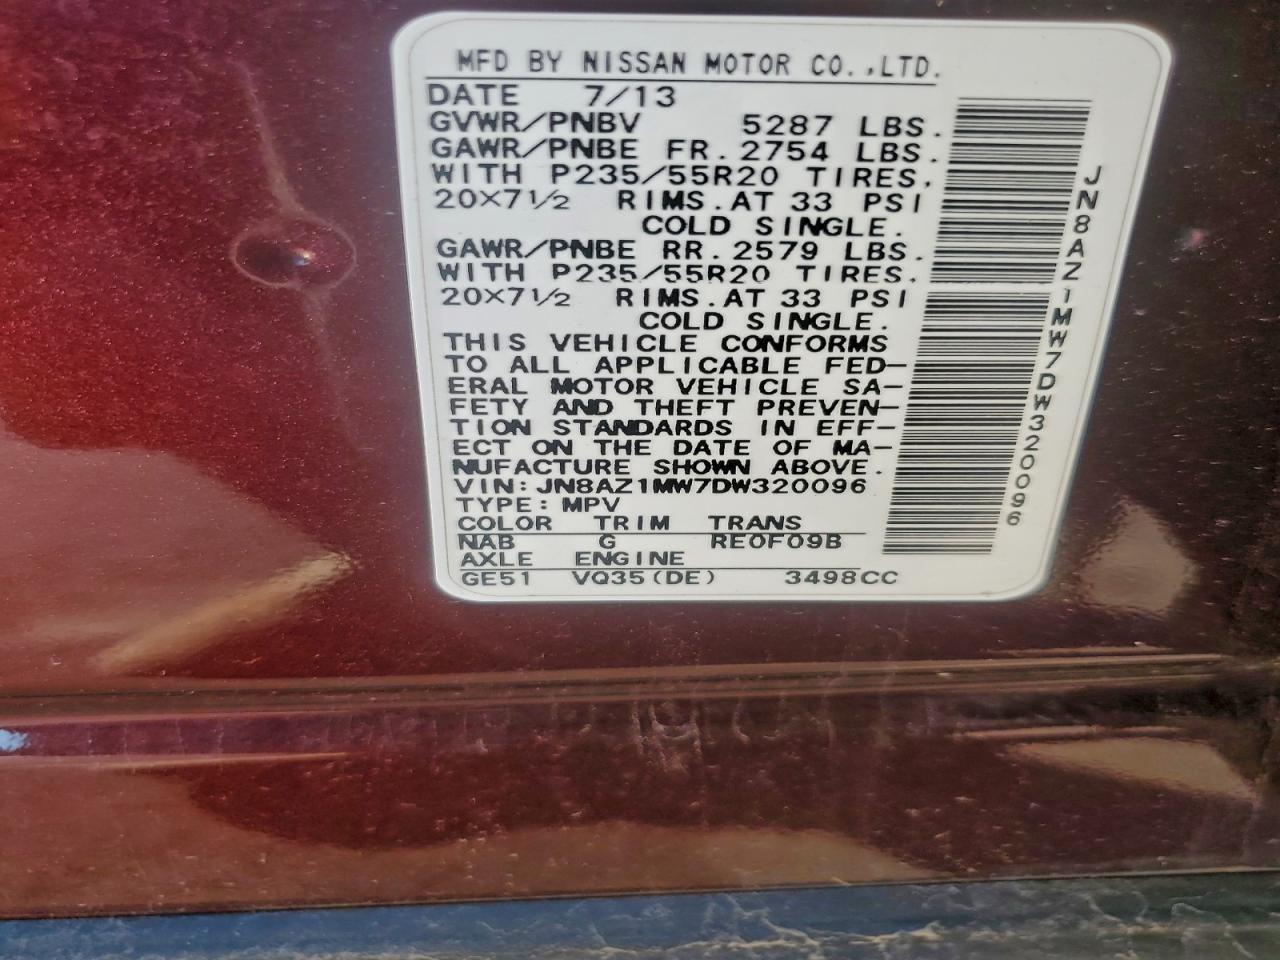 MFD BY NISSAN MOTOR CO.,LTD.
DATE 7/13
GVWR/PNBV 5287 LBS.
GAWR/PNBE FR. 2754 LBS.
WITH P235/55R20 TIRES,
20×7 1/2 RIMS. AT 33 PSI
COLD SINGLE.
GAWR/PNBE RR. 2579 LBS.
WITH P235/55R20 TIRES.
20×7 1/2 RIMS. AT 33 PSI
COLD SINGLE.
THIS VEHICLE CONFORMS
TO ALL APPLICABLE FED-
ERAL MOTOR VEHICLE SA-
FETY AND THEFT PREVEN-
TION STANDARDS IN EFF-
ECT ON THE DATE OF MA-
NUFACTURE SHOWN ABOVE.
VIN: JN8AZ1MW7DW320096
TYPE: MPV
COLOR TRIM TRANS
NAB G RE0F09B
AXLE ENGINE
GE51 VQ35(DE) 3498CC
JN8AZ1MW7DW320096